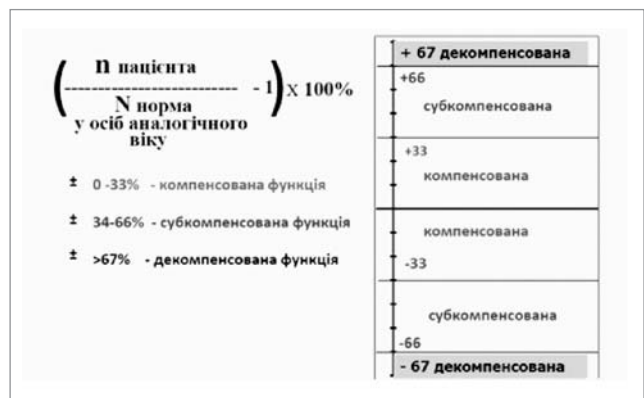 n пацієнта
( -------------------------- - 1) x 100%
N норма
у осіб аналогічного
віку
± 0 -33% - компенсована функція
± 34-66% - субкомпенсована функція
± >67% - декомпенсована функція
+ 67 декомпенсована
+66
субкомпенсована
+33
компенсована
компенсована
-33
субкомпенсована
-66
- 67 декомпенсована